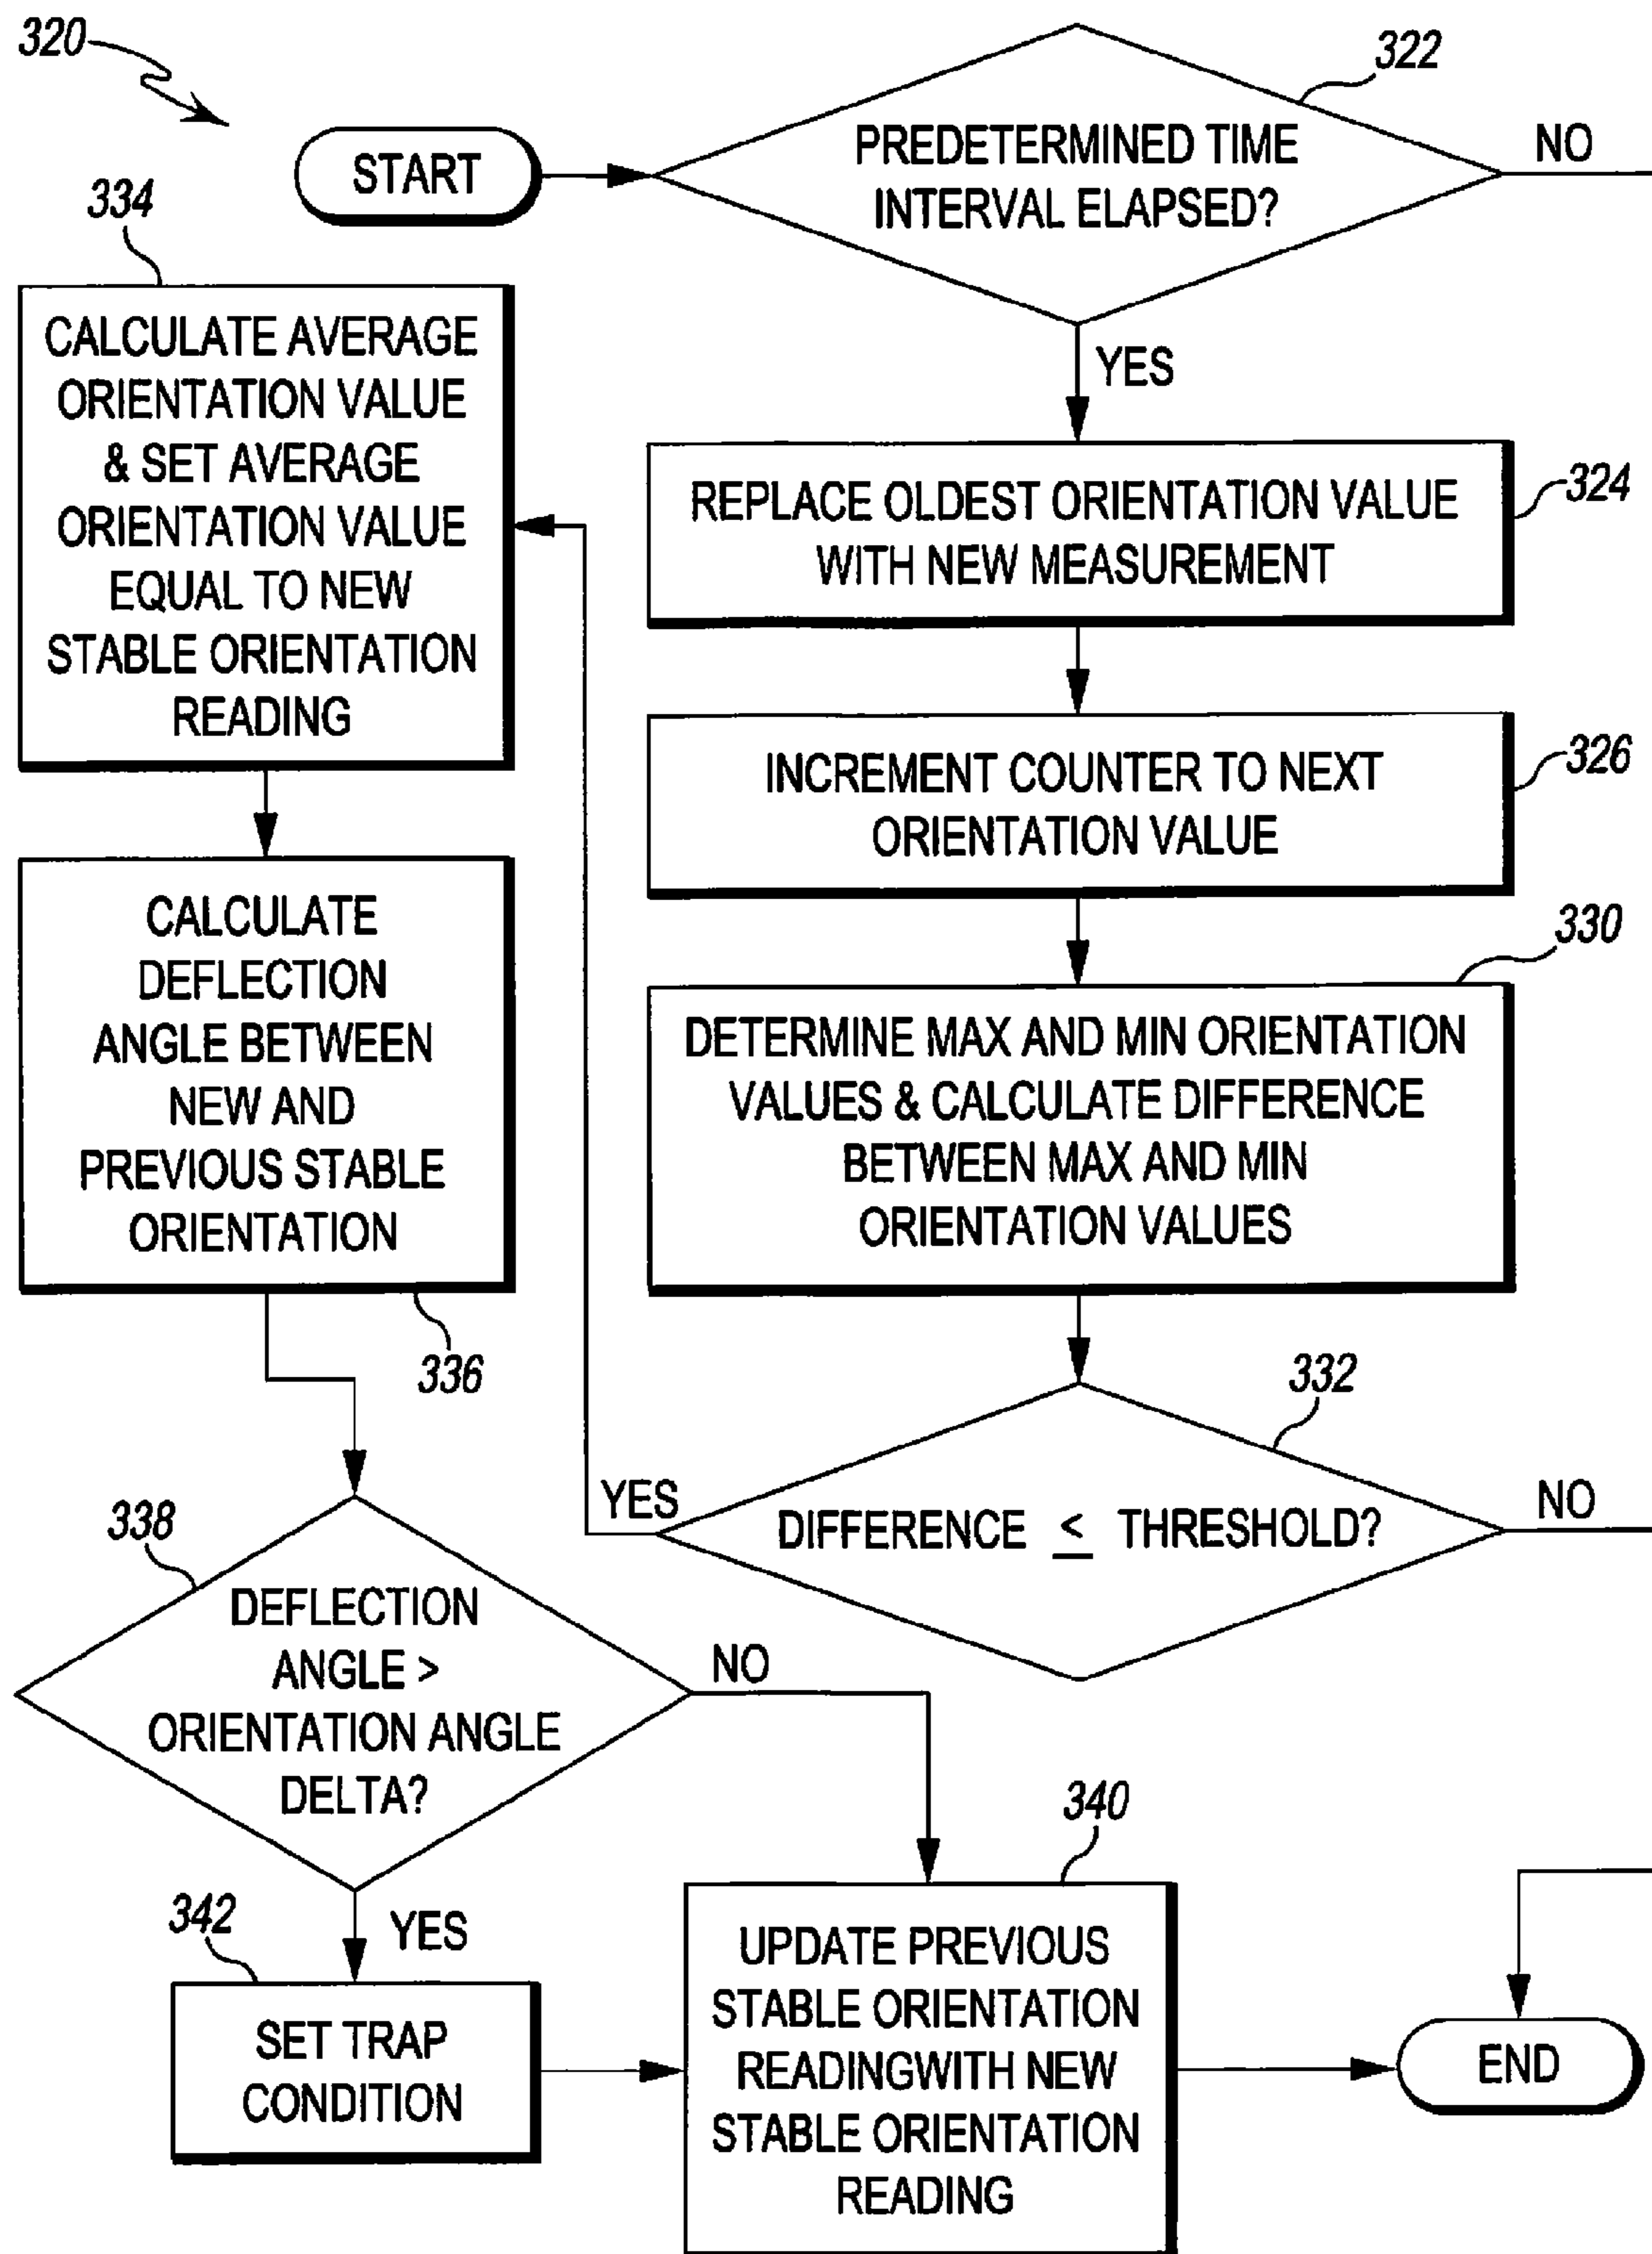 320
START
322
PREDETERMINED TIME
INTERVAL ELAPSED?
NO
YES
324
REPLACE OLDEST ORIENTATION VALUE
WITH NEW MEASUREMENT
326
INCREMENT COUNTER TO NEXT
ORIENTATION VALUE
330
DETERMINE MAX AND MIN ORIENTATION
VALUES & CALCULATE DIFFERENCE
BETWEEN MAX AND MIN
ORIENTATION VALUES
332
DIFFERENCE ≤ THRESHOLD?
NO
YES
334
CALCULATE AVERAGE
ORIENTATION VALUE
& SET AVERAGE
ORIENTATION VALUE
EQUAL TO NEW
STABLE ORIENTATION
READING
CALCULATE
DEFLECTION
ANGLE BETWEEN
NEW AND
PREVIOUS STABLE
ORIENTATION
336
338
DEFLECTION
ANGLE >
ORIENTATION ANGLE
DELTA?
NO
YES
342
SET TRAP
CONDITION
340
UPDATE PREVIOUS
STABLE ORIENTATION
READINGWITH NEW
STABLE ORIENTATION
READING
END